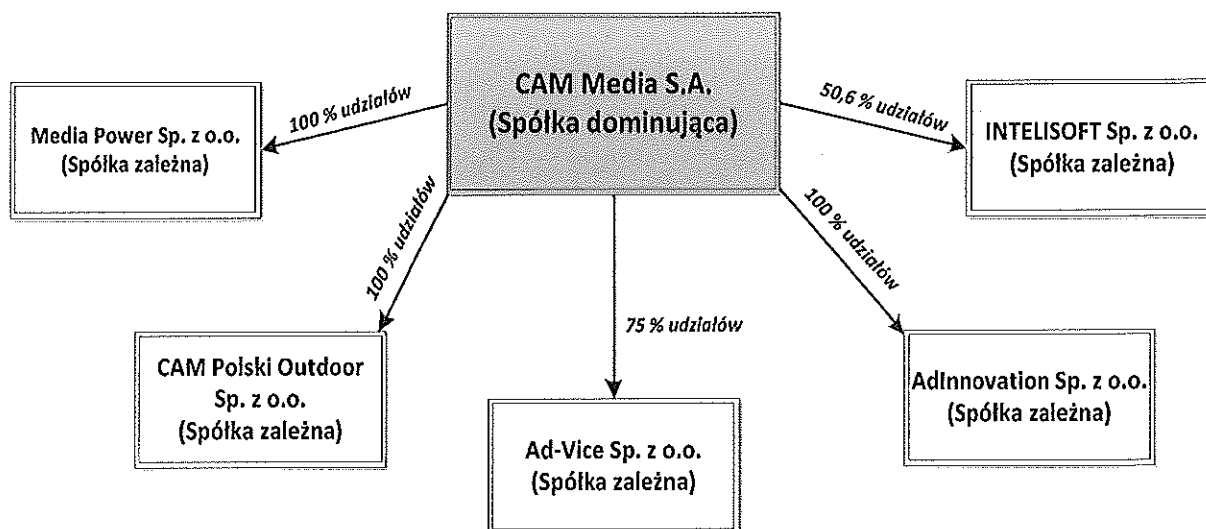 CAM Media S.A.
(Spółka dominująca)
100 % udziałów
50,6 % udziałów
Media Power Sp. z o.o.
(Spółka zależna)
INTELISOFT Sp. z o.o.
(Spółka zależna)
100 % udziałów
100 % udziałów
75 % udziałów
CAM Polski Outdoor
Sp. z o.o.
(Spółka zależna)
AdInnovation Sp. z o.o.
(Spółka zależna)
Ad-Vice Sp. z o.o.
(Spółka zależna)